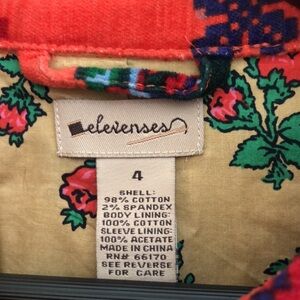 elevenses
4
SHELL:
98% COTTON
2% SPANDEX
BODY LINING:
100% COTTON
SLEEVE LINING:
100% ACETATE
MADE IN CHINA
RN# 66170
SEE REVERSE
FOR CARE